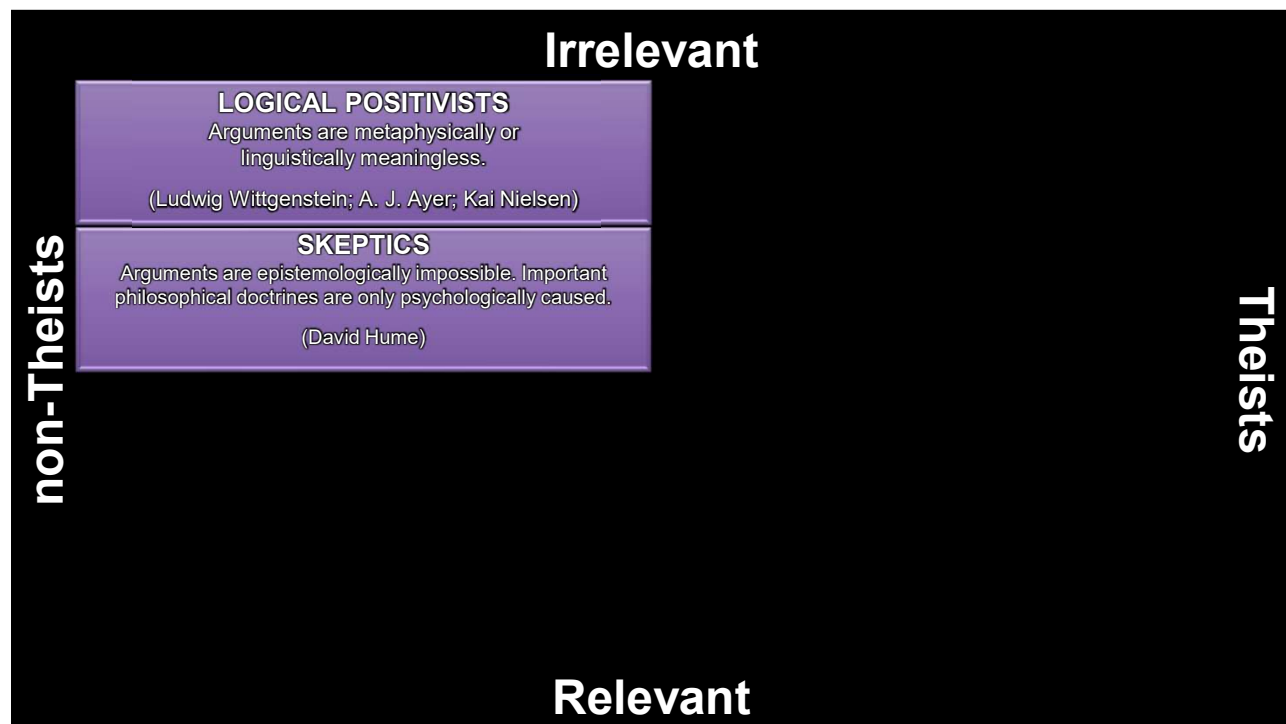 Irrelevant
LOGICAL POSITIVISTS
Arguments are metaphysically or
linguistically meaningless.
(Ludwig Wittgenstein; A. J. Ayer; Kai Nielsen)
SKEPTICS
Arguments are epistemologically impossible. Important
philosophical doctrines are only psychologically caused.
(David Hume)
non-Theists
Theists
Relevant